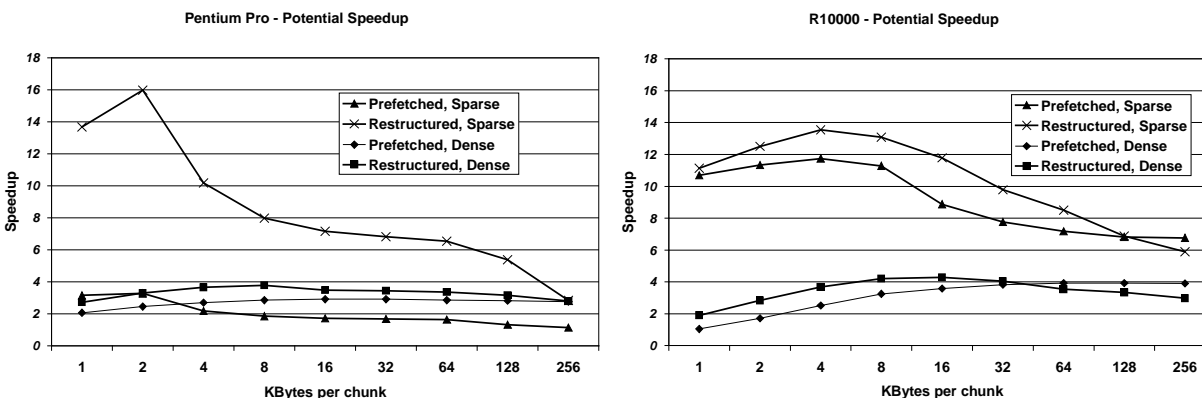 Pentium Pro - Potential Speedup
18
16
14
12
10
8
6
4
2
0
Speedup
Prefetched, Sparse
Restructured, Sparse
Prefetched, Dense
Restructured, Dense
1 2 4 8 16 32 64 128 256
KBytes per chunk
R10000 - Potential Speedup
18
16
14
12
10
8
6
4
2
0
Speedup
Prefetched, Sparse
Restructured, Sparse
Prefetched, Dense
Restructured, Dense
1 2 4 8 16 32 64 128 256
KBytes per chunk